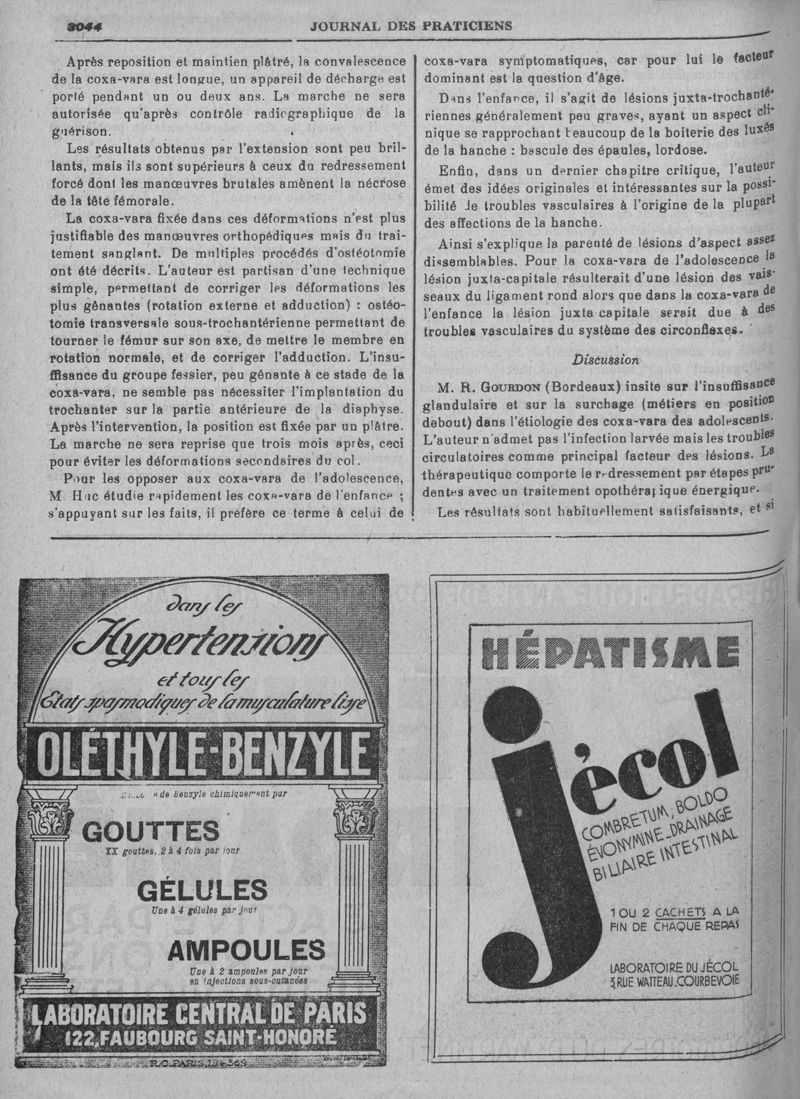 3044
JOURNAL DES PRATICIENS
Après reposition et maintien plâtré, la convalescence
de la coxa-vara est longue, un appareil de décharge est
porté pendant un ou deux ans. La marche ne sera
autorisée qu'après contrôle radiographique de la
guérison.
Les résultats obtenus par l'extension sont peu bril-
lants, mais ils sont supérieurs à ceux du redressement
forcé dont les manœuvres brutales amènent la nécrose
de la tête fémorale.
La coxa-vara fixée dans ces déformations n'est plus
justifiable des manœuvres orthopédiques mais du trai-
tement sanglant. De multiples procédés d'ostéotomie
ont été décrits. L'auteur est partisan d'une technique
simple, permettant de corriger les déformations les
plus gênantes (rotation externe et adduction) : ostéo-
tomie transversale sous-trochantérienne permettant de
tourner le fémur sur son axe, de mettre le membre en
rotation normale, et de corriger l'adduction. L'insu-
ffisance du groupe fessier, peu gênante à ce stade de la
coxa-vara, ne semble pas nécessiter l'implantation du
trochanter sur la partie antérieure de la diaphyse.
Après l'intervention, la position est fixée par un plâtre.
La marche ne sera reprise que trois mois après, ceci
pour éviter les déformations secondaires du col.
Pour les opposer aux coxa-vara de l'adolescence,
M Huc étudie rapidement les coxa-vara de l'enfance ;
s'appuyant sur les faits, il préfère ce terme à celui de
coxa-vara symptomatiques, car pour lui le facteur
dominant est la question d'âge.
Dans l'enfance, il s'agit de lésions juxta-trochanté-
riennes généralement peu graves, ayant un aspect cli-
nique se rapprochant beaucoup de la boiterie des luxés
de la hanche : bascule des épaules, lordose.
Enfin, dans un dernier chapitre critique, l'auteur
émet des idées originales et intéressantes sur la possi-
bilité de troubles vasculaires à l'origine de la plupart
des affections de la hanche.
Ainsi s'explique la parenté de lésions d'aspect assez
dissemblables. Pour la coxa-vara de l'adolescence la
lésion juxta-capitale résulterait d'une lésion des vais-
seaux du ligament rond alors que dans la coxa-vara de
l'enfance la lésion juxta capitale serait due à des
troubles vasculaires du système des circonflexes.
Discussion
M. R. GOURDON (Bordeaux) insite sur l'insuffisance
glandulaire et sur la surchage (métiers en position
debout) dans l'étiologie des coxa-vara des adolescents.
L'auteur n'admet pas l'infection larvée mais les troubles
circulatoires comme principal facteur des lésions. La
thérapeutique comporte le redressement par étapes pru-
dentes avec un traitement opothérapique énergique.
Les résultats sont habituellement satisfaisants, et si
dans les
Hypertensions
et tous les
États spasmodiques de la musculature lisse
OLÉTHYLE-BENZYLE
de Benzyle chimiquement pur
GOUTTES
XX gouttes, 2 à 4 fois par jour
GÉLULES
Une à 4 gélules par jour
AMPOULES
Une à 2 ampoules par jour
en injections sous-cutanées
LABORATOIRE CENTRAL DE PARIS
122, FAUBOURG SAINT-HONORÉ
R.C. PARIS
HÉPATISME
jécol
COMBRETUM, BOLDO
ÉVONYMINE-DRAINAGE
BILIAIRE INTESTINAL
1 OU 2 CACHETS A LA
FIN DE CHAQUE REPAS
LABORATOIRE DU JÉCOL
3, RUE WATTEAU.COURBEVOIE